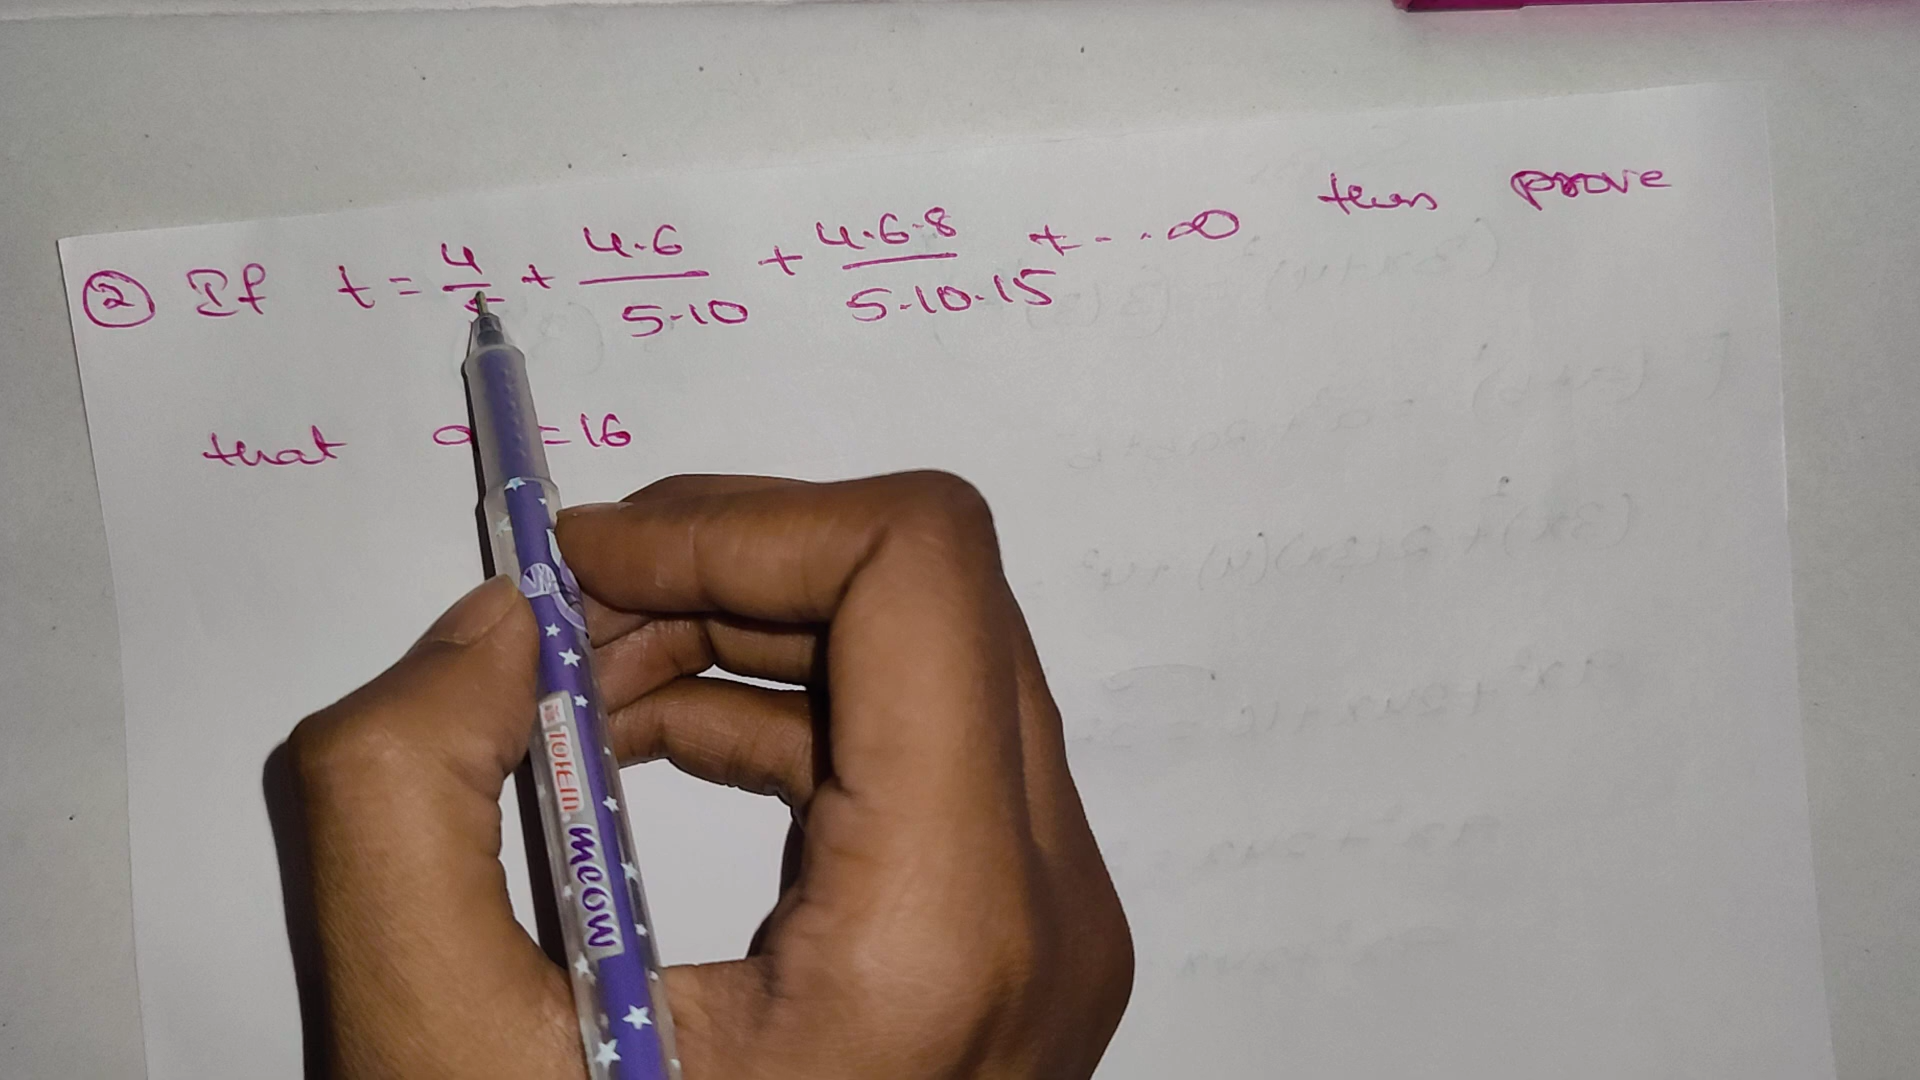 ② If t = 4/5 + 4·6/5·10 + 4·6·8/5·10·15 + - - · ∞ then prove
that = 16
TOTEM
meow